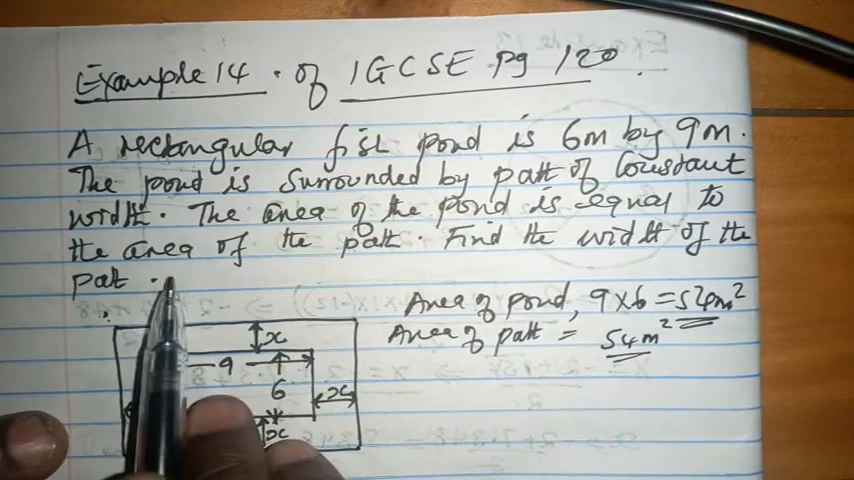 Example 14 . of IGCSE pg 120 .
A rectangular fish pond is 6m by 9m.
The pond is surrounded by path of constant
width. The area of the pond is equal to
the area of the path. Find the width of the
path .
Area of pond, 9 x 6 = 54m²
Area of path = 54m²
x
9
6
x
x